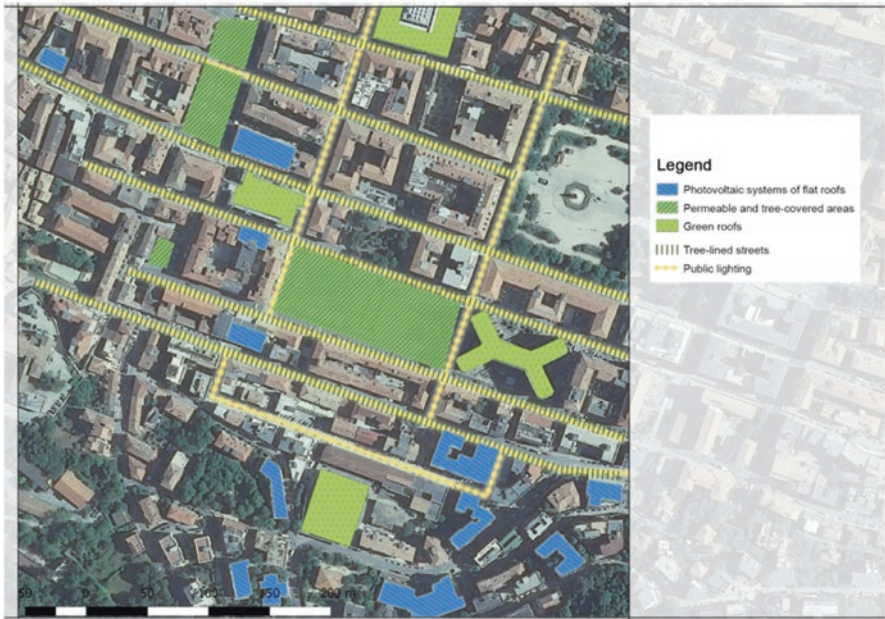 Legend
Photovoltaic systems of flat roofs
Permeable and tree-covered areas
Green roofs
Tree-lined streets
Public lighting
50 0 50 100 150 200 m